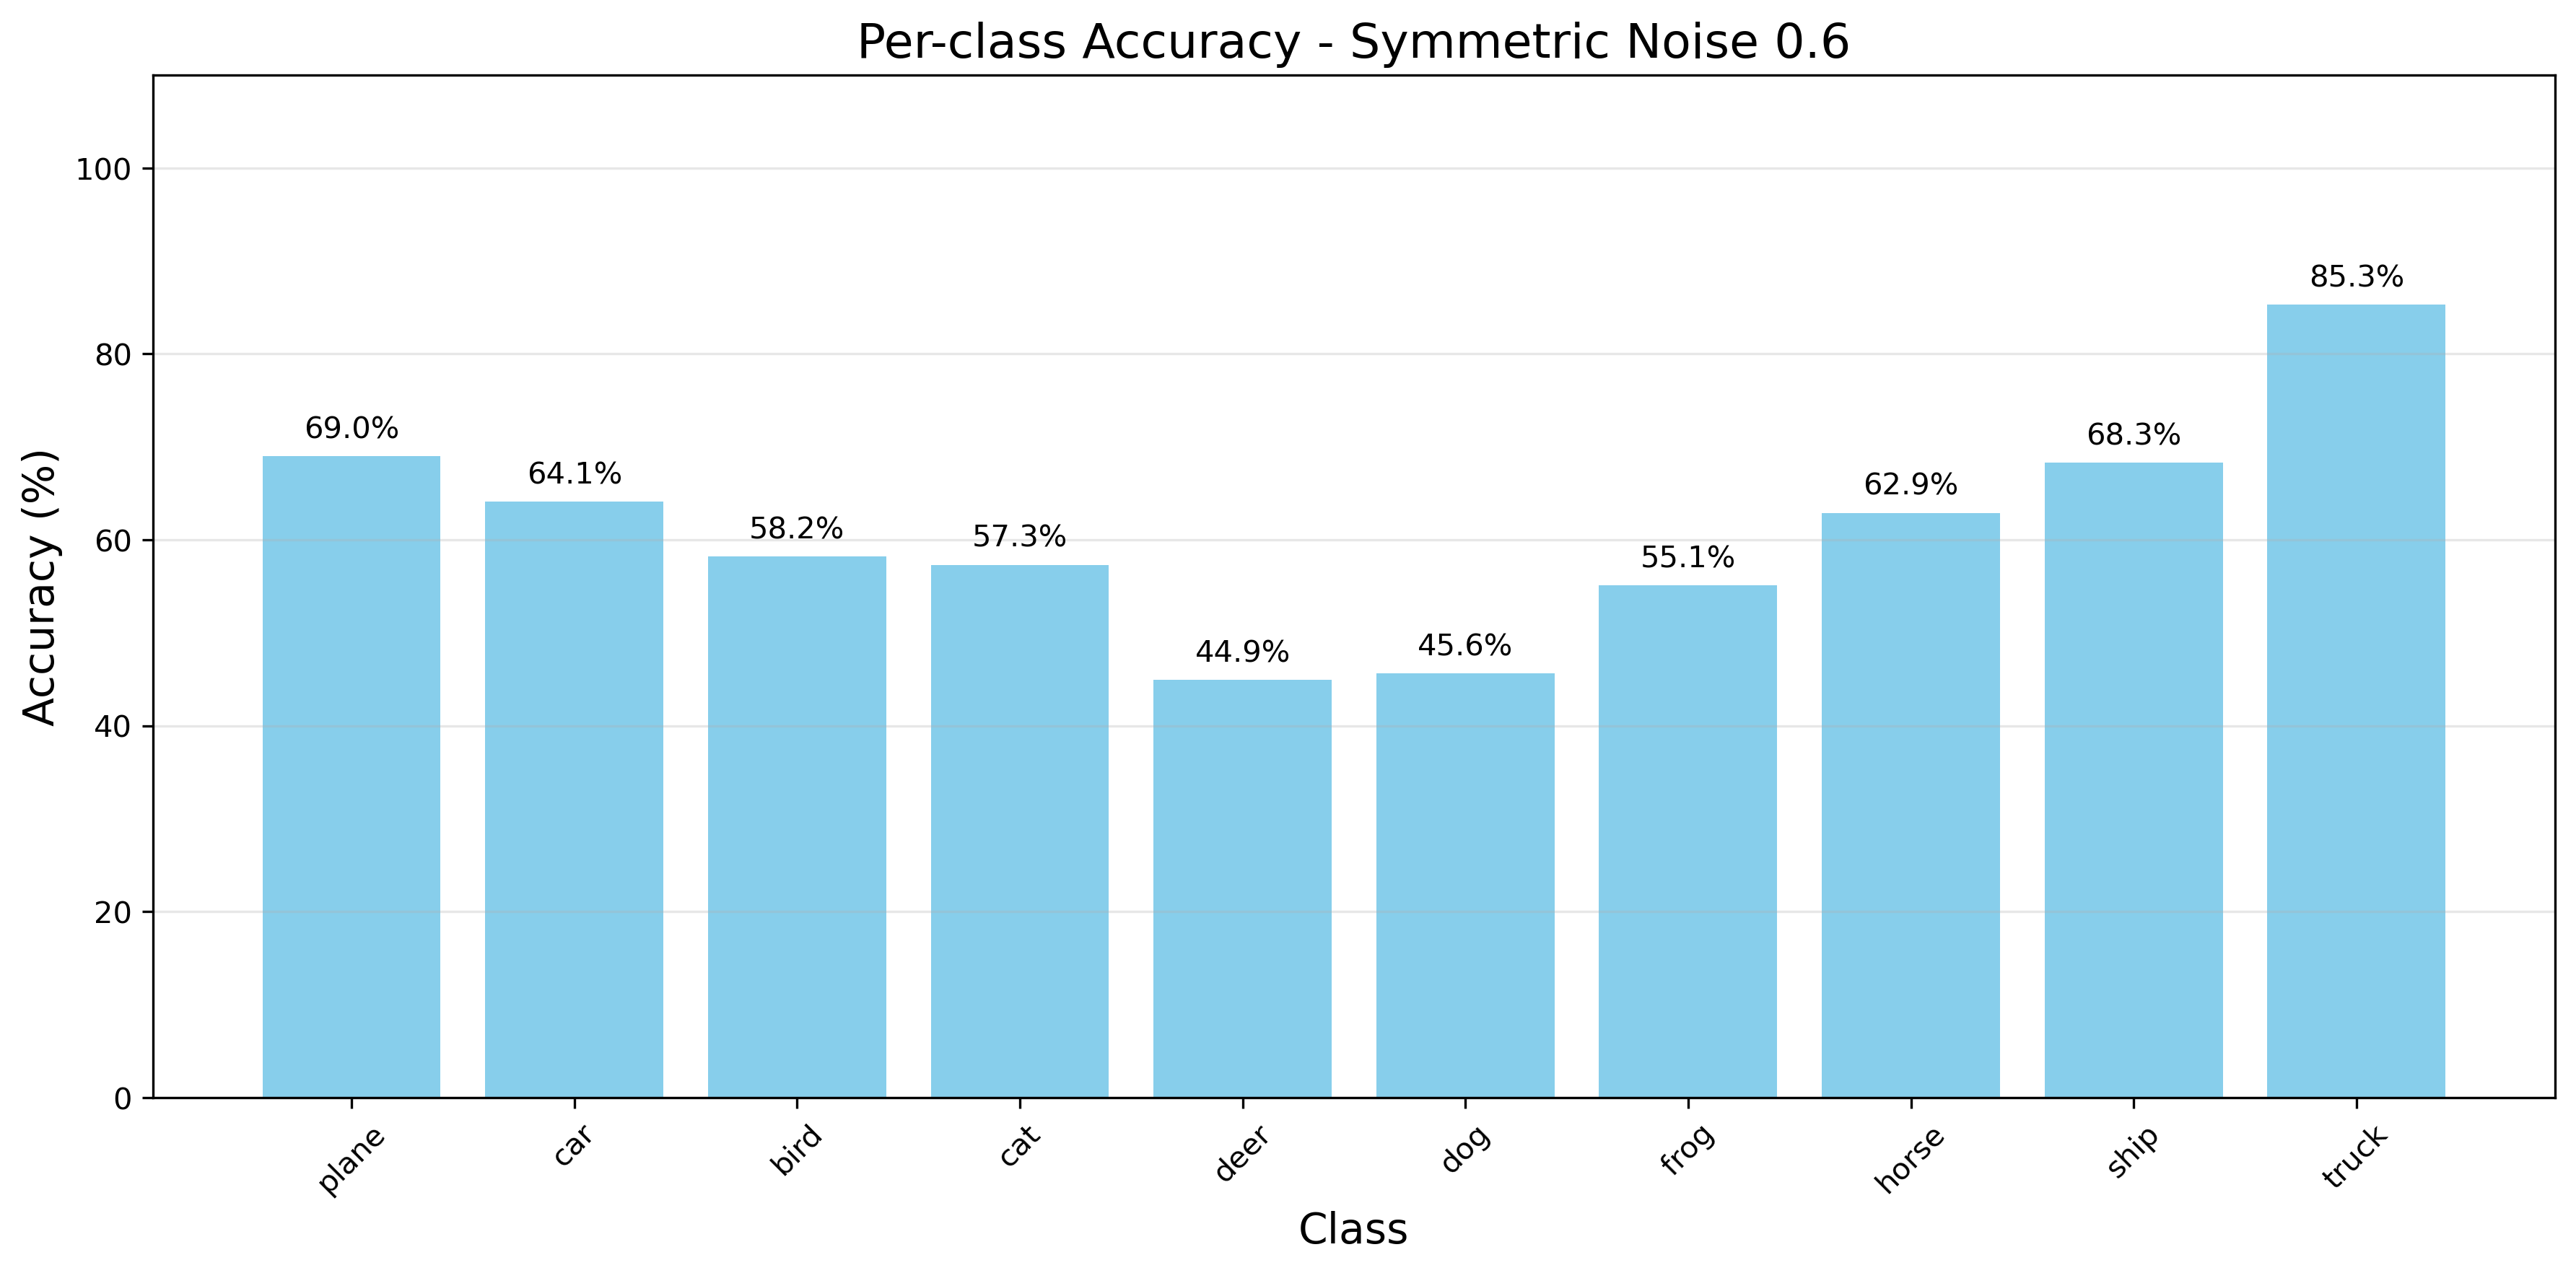 Per-class Accuracy - Symmetric Noise 0.6
Accuracy (%)
100
80
60
40
20
0
69.0%
64.1%
58.2%
57.3%
44.9%
45.6%
55.1%
62.9%
68.3%
85.3%
plane
car
bird
cat
deer
dog
frog
horse
ship
truck
Class